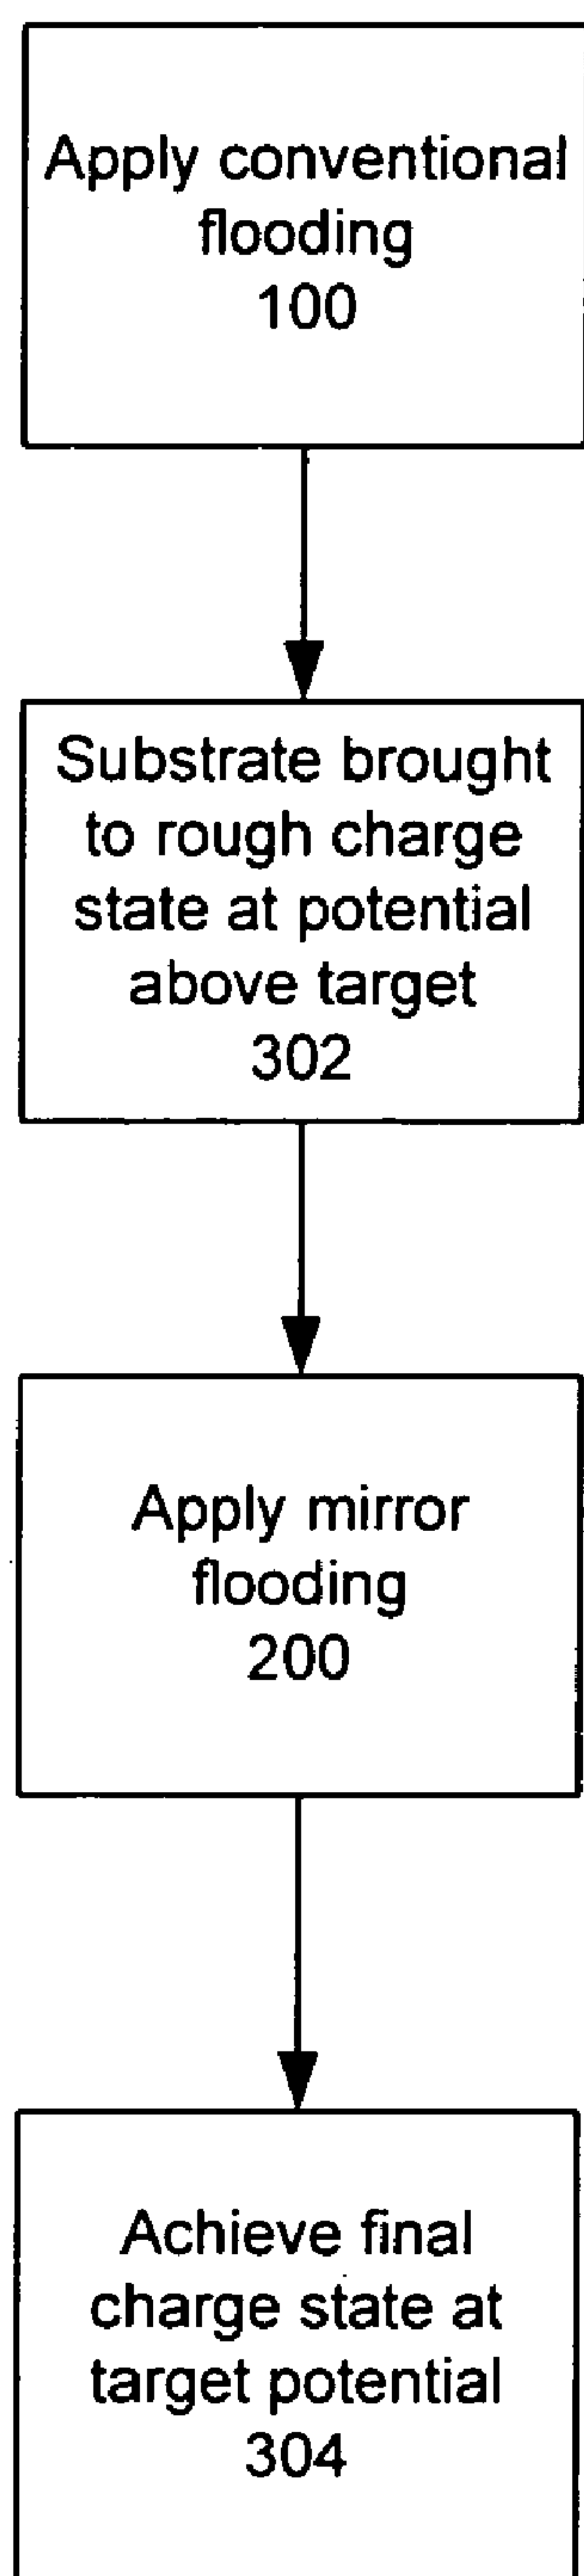 Apply conventional
flooding
100
Substrate brought
to rough charge
state at potential
above target
302
Apply mirror
flooding
200
Achieve final
charge state at
target potential
304